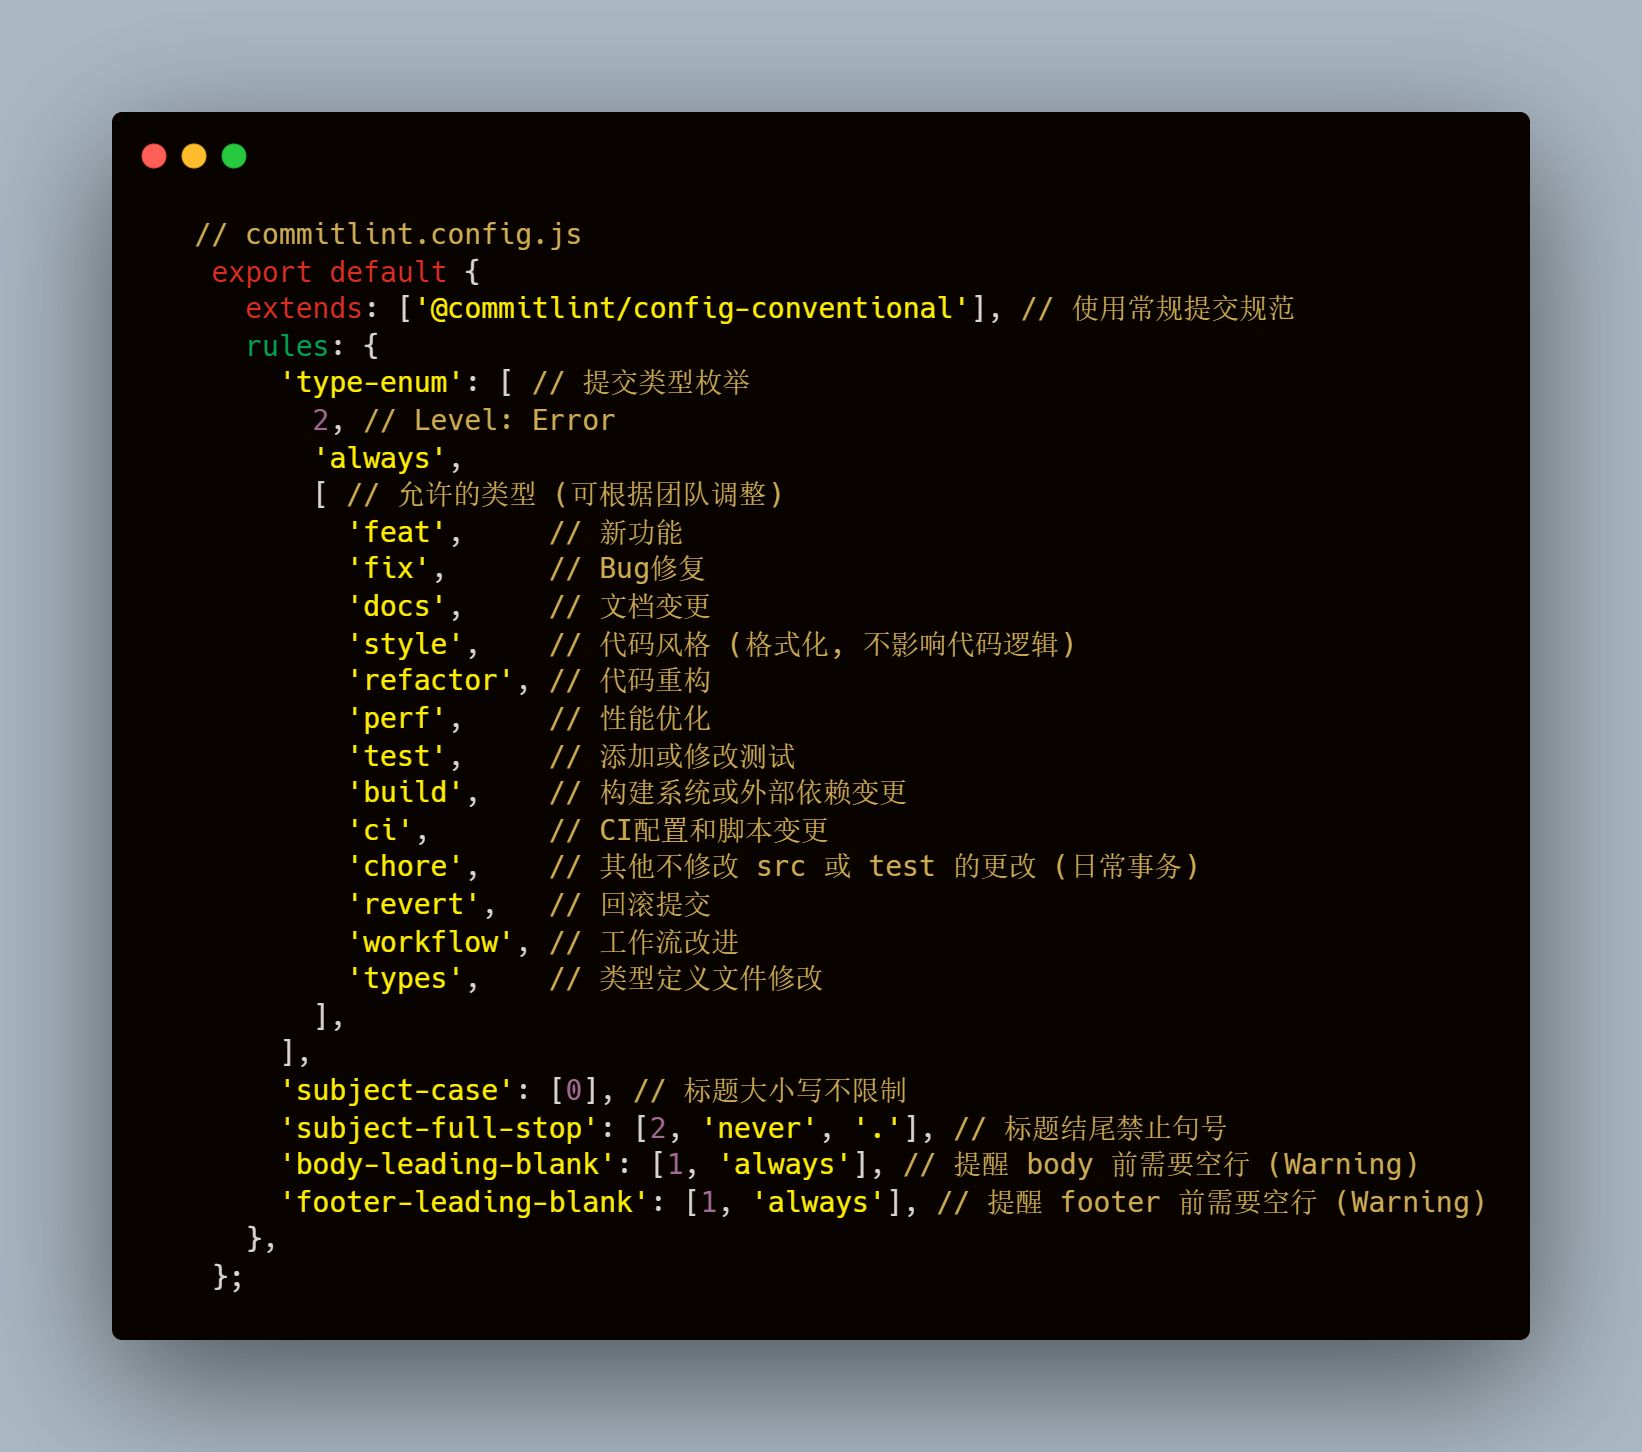 // commitlint.config.js
export default {
  extends: ['@commitlint/config-conventional'], // 使用常规提交规范
  rules: {
    'type-enum': [ // 提交类型枚举
      2, // Level: Error
      'always',
      [ // 允许的类型 (可根据团队调整)
        'feat',     // 新功能
        'fix',      // Bug修复
        'docs',     // 文档变更
        'style',    // 代码风格 (格式化, 不影响代码逻辑)
        'refactor', // 代码重构
        'perf',     // 性能优化
        'test',     // 添加或修改测试
        'build',    // 构建系统或外部依赖变更
        'ci',       // CI配置和脚本变更
        'chore',    // 其他不修改 src 或 test 的更改 (日常事务)
        'revert',   // 回滚提交
        'workflow', // 工作流改进
        'types',    // 类型定义文件修改
      ],
    ],
    'subject-case': [0], // 标题大小写不限制
    'subject-full-stop': [2, 'never', '.'], // 标题结尾禁止句号
    'body-leading-blank': [1, 'always'], // 提醒 body 前需要空行 (Warning)
    'footer-leading-blank': [1, 'always'], // 提醒 footer 前需要空行 (Warning)
  },
};